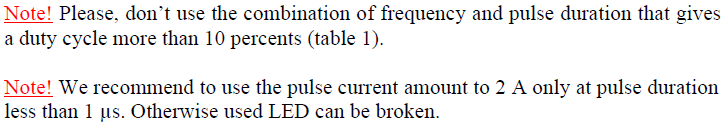 Note! Please, don’t use the combination of frequency and pulse duration that gives
a duty cycle more than 10 percents (table 1).
Note! We recommend to use the pulse current amount to 2 A only at pulse duration
less than 1 µs. Otherwise used LED can be broken.